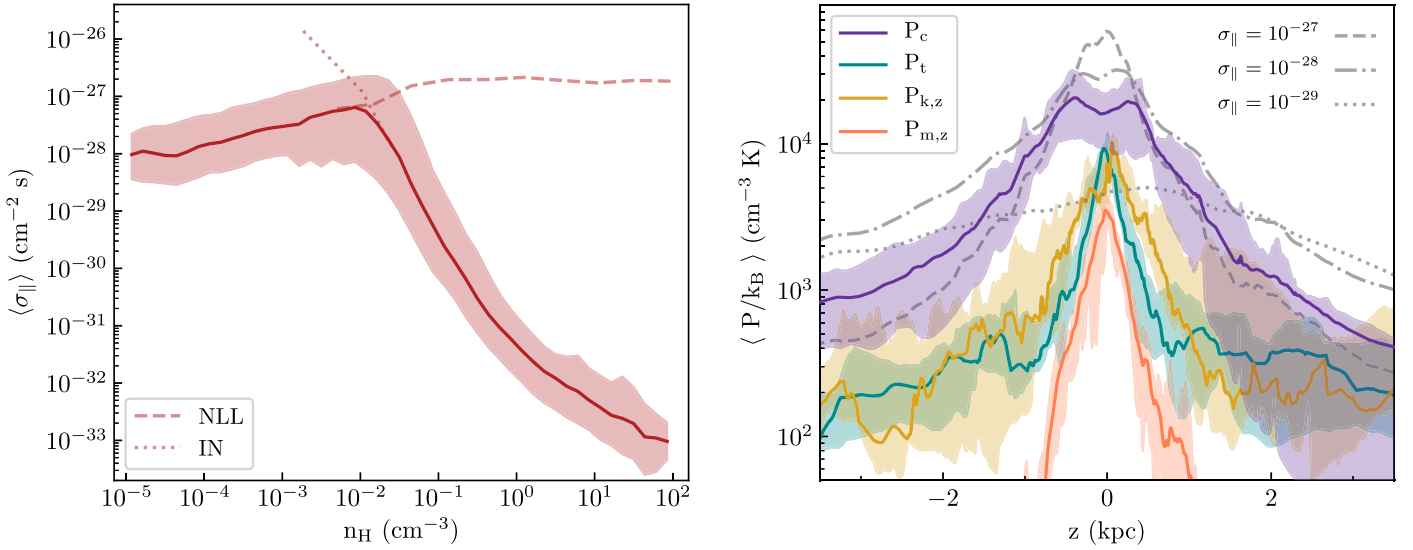 10⁻²⁶
10⁻²⁷
10⁻²⁸
10⁻²⁹
10⁻³⁰
10⁻³¹
10⁻³²
10⁻³³
⟨σ∥⟩ (cm⁻² s)
NLL
IN
10⁻⁵
10⁻⁴
10⁻³
10⁻²
10⁻¹
10⁰
10¹
10²
n_H (cm⁻³)
P_c
P_t
P_k,z
P_m,z
σ∥ = 10⁻²⁷
σ∥ = 10⁻²⁸
σ∥ = 10⁻²⁹
10⁴
10³
10²
⟨ P/k_B ⟩ (cm⁻³ K)
−2
0
2
z (kpc)